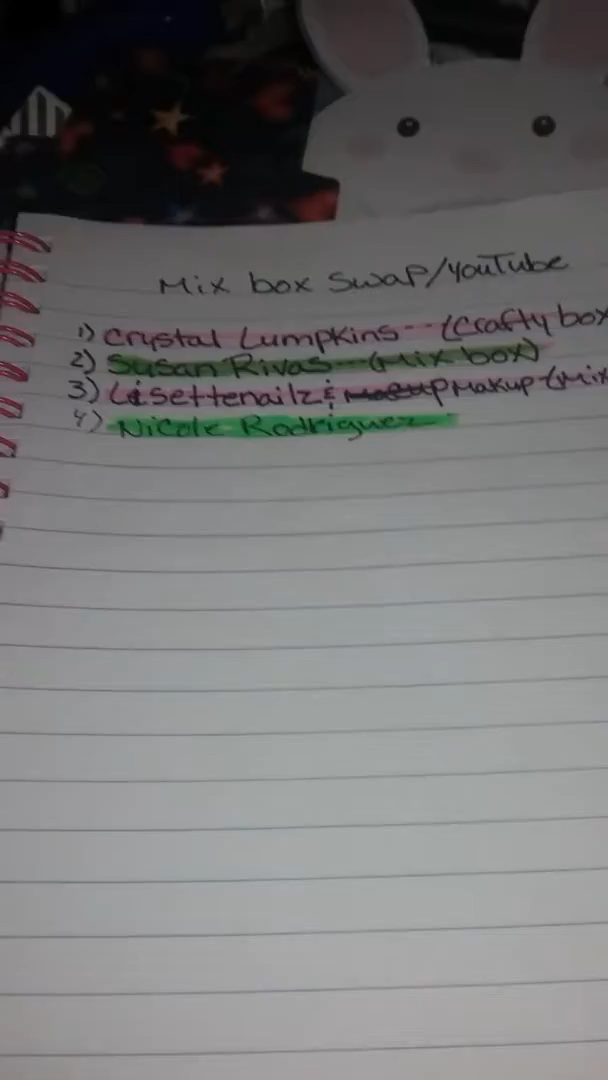 Mix box Swap/YouTube
1) Crystal Lumpkins--(Crafty box
2) Susan Rivas--(Mix box)
3) Lisettenailz & Makup (Mix
4) Nicole Rodriguez